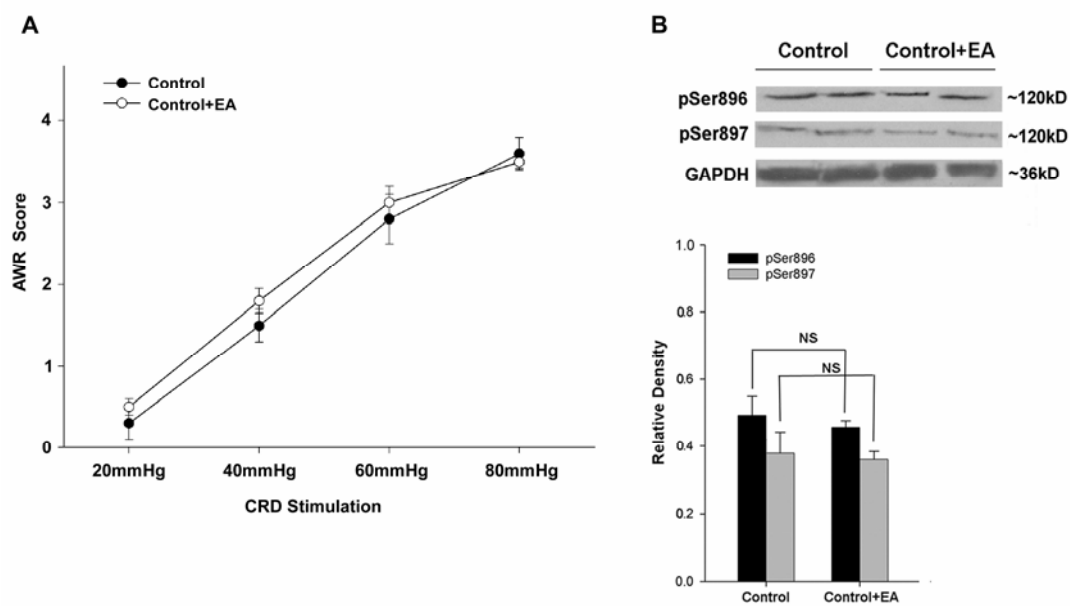 A
Control
Control+EA
4
3
2
1
0
AWR Score
20mmHg 40mmHg 60mmHg 80mmHg
CRD Stimulation
B
Control Control+EA
pSer896 ~120kD
pSer897 ~120kD
GAPDH ~36kD
1.0
0.8
0.6
0.4
0.2
0.0
Relative Density
pSer896
pSer897
NS
NS
Control Control+EA